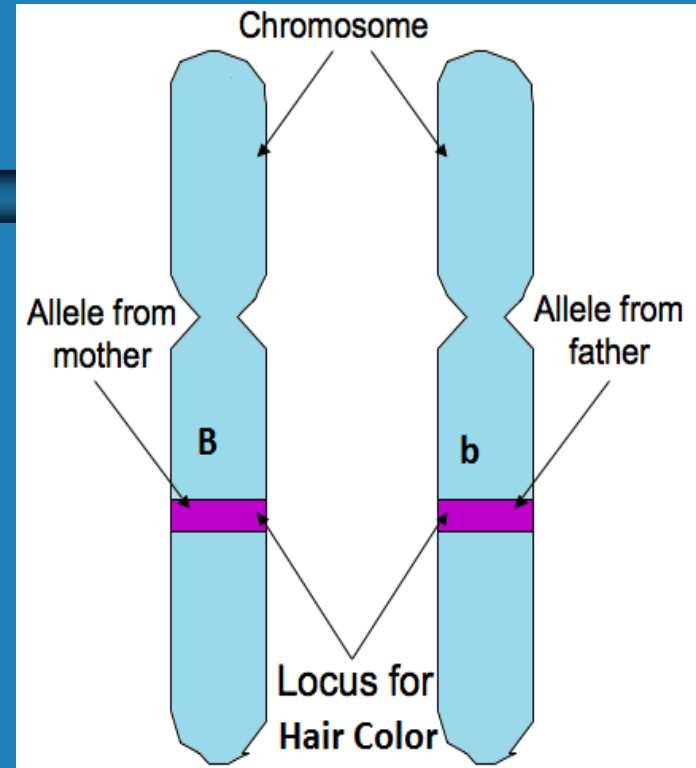 Chromosome
Allele from
mother
Allele from
father
B
b
Locus for
Hair Color